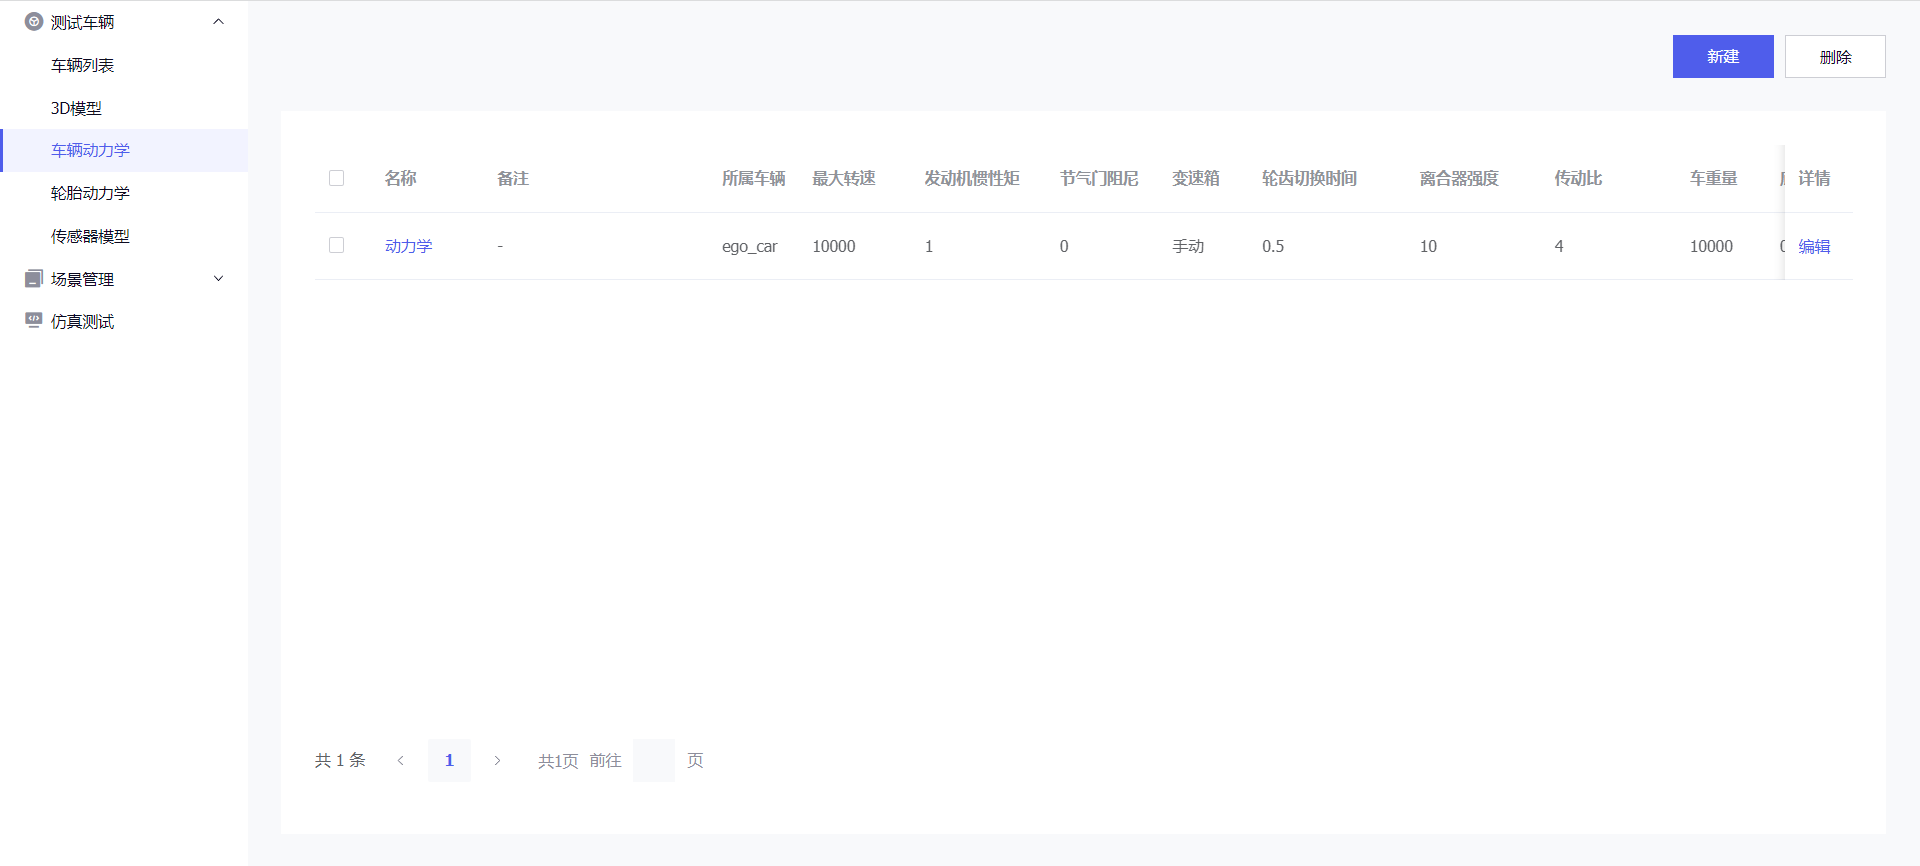 测试车辆
车辆列表
3D模型
车辆动力学
轮胎动力学
传感器模型
场景管理
仿真测试
新建 删除
名称 备注 所属车辆 最大转速 发动机惯性矩 节气门阻尼 变速箱 轮齿切换时间 离合器强度 传动比 车重量 详情
动力学 - ego_car 10000 1 0 手动 0.5 10 4 10000 编辑
共 1 条 1 共1页 前往 页